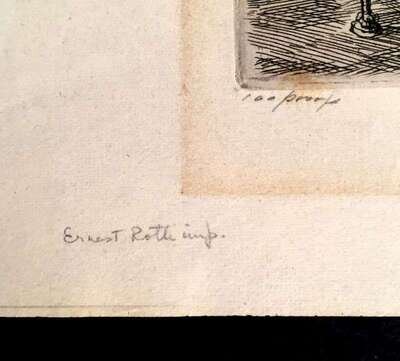 100 proofs
Ernest Roth imp.